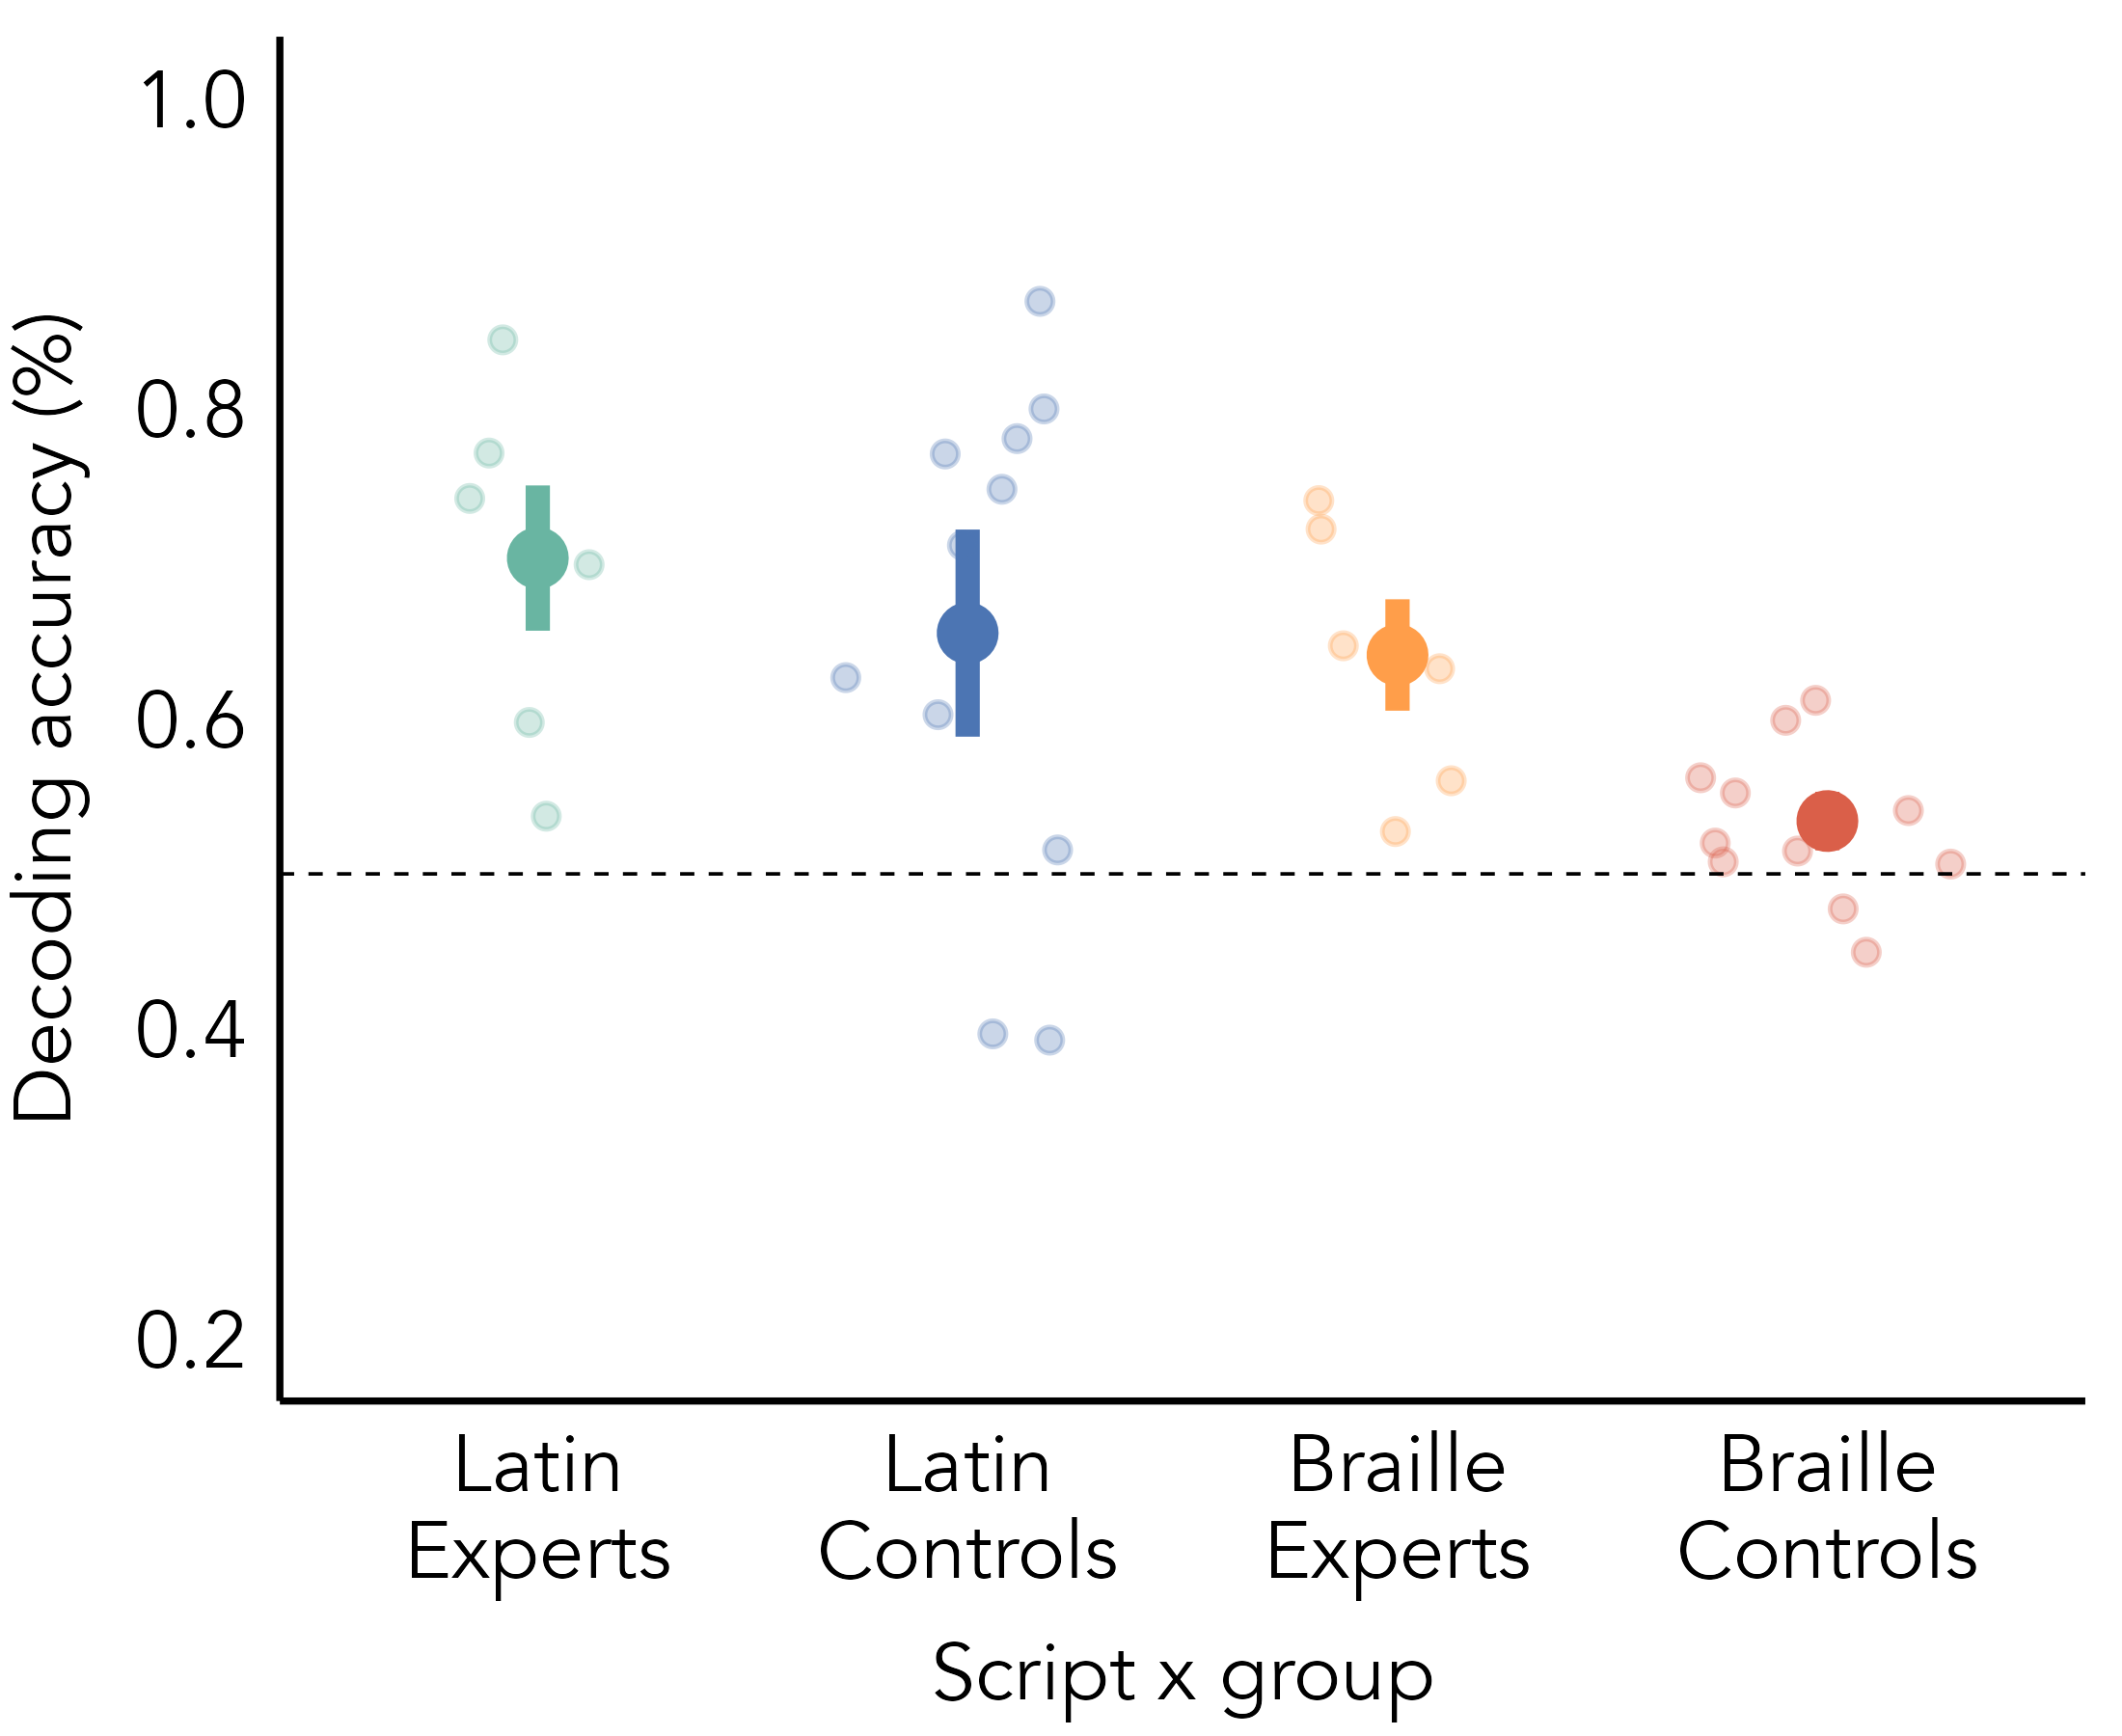 1.0
0.8
0.6
0.4
0.2
Decoding accuracy (%)
Latin Experts
Latin Controls
Braille Experts
Braille Controls
Script x group